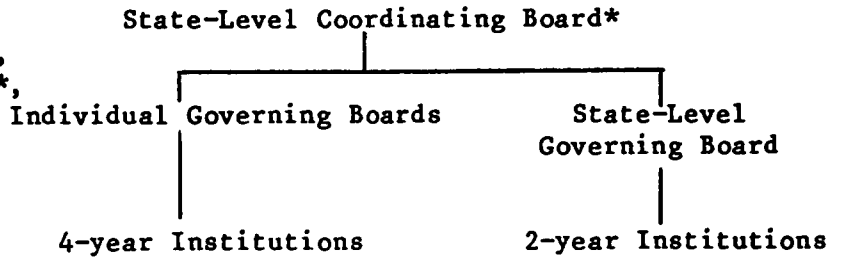 State-Level Coordinating Board*
,
*,
Individual Governing Boards
State-Level
Governing Board
4-year Institutions
2-year Institutions